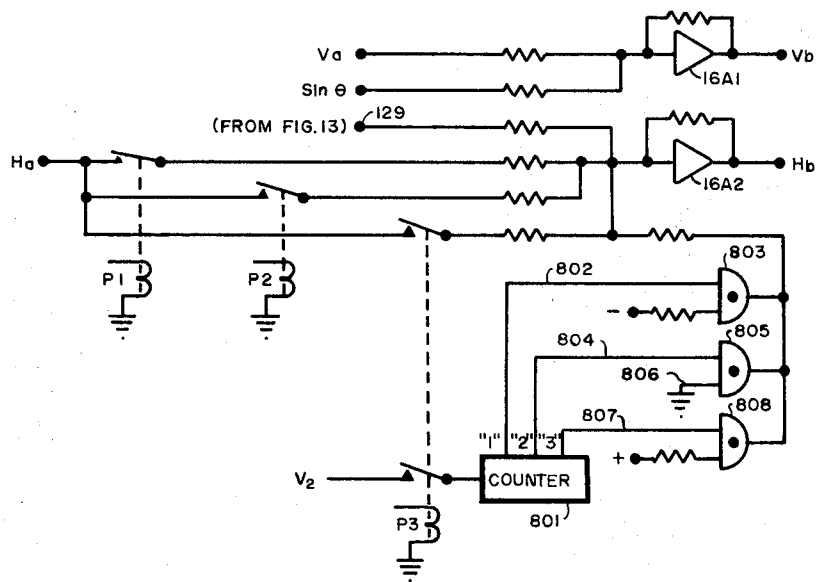 Va
Vb
16A1
Sin θ
(FROM FIG.13)
129
Ha
Hb
16A2
P1
P2
802
803
−
804
805
806
807
808
"1" "2" "3"
+
V₂
COUNTER
801
P3